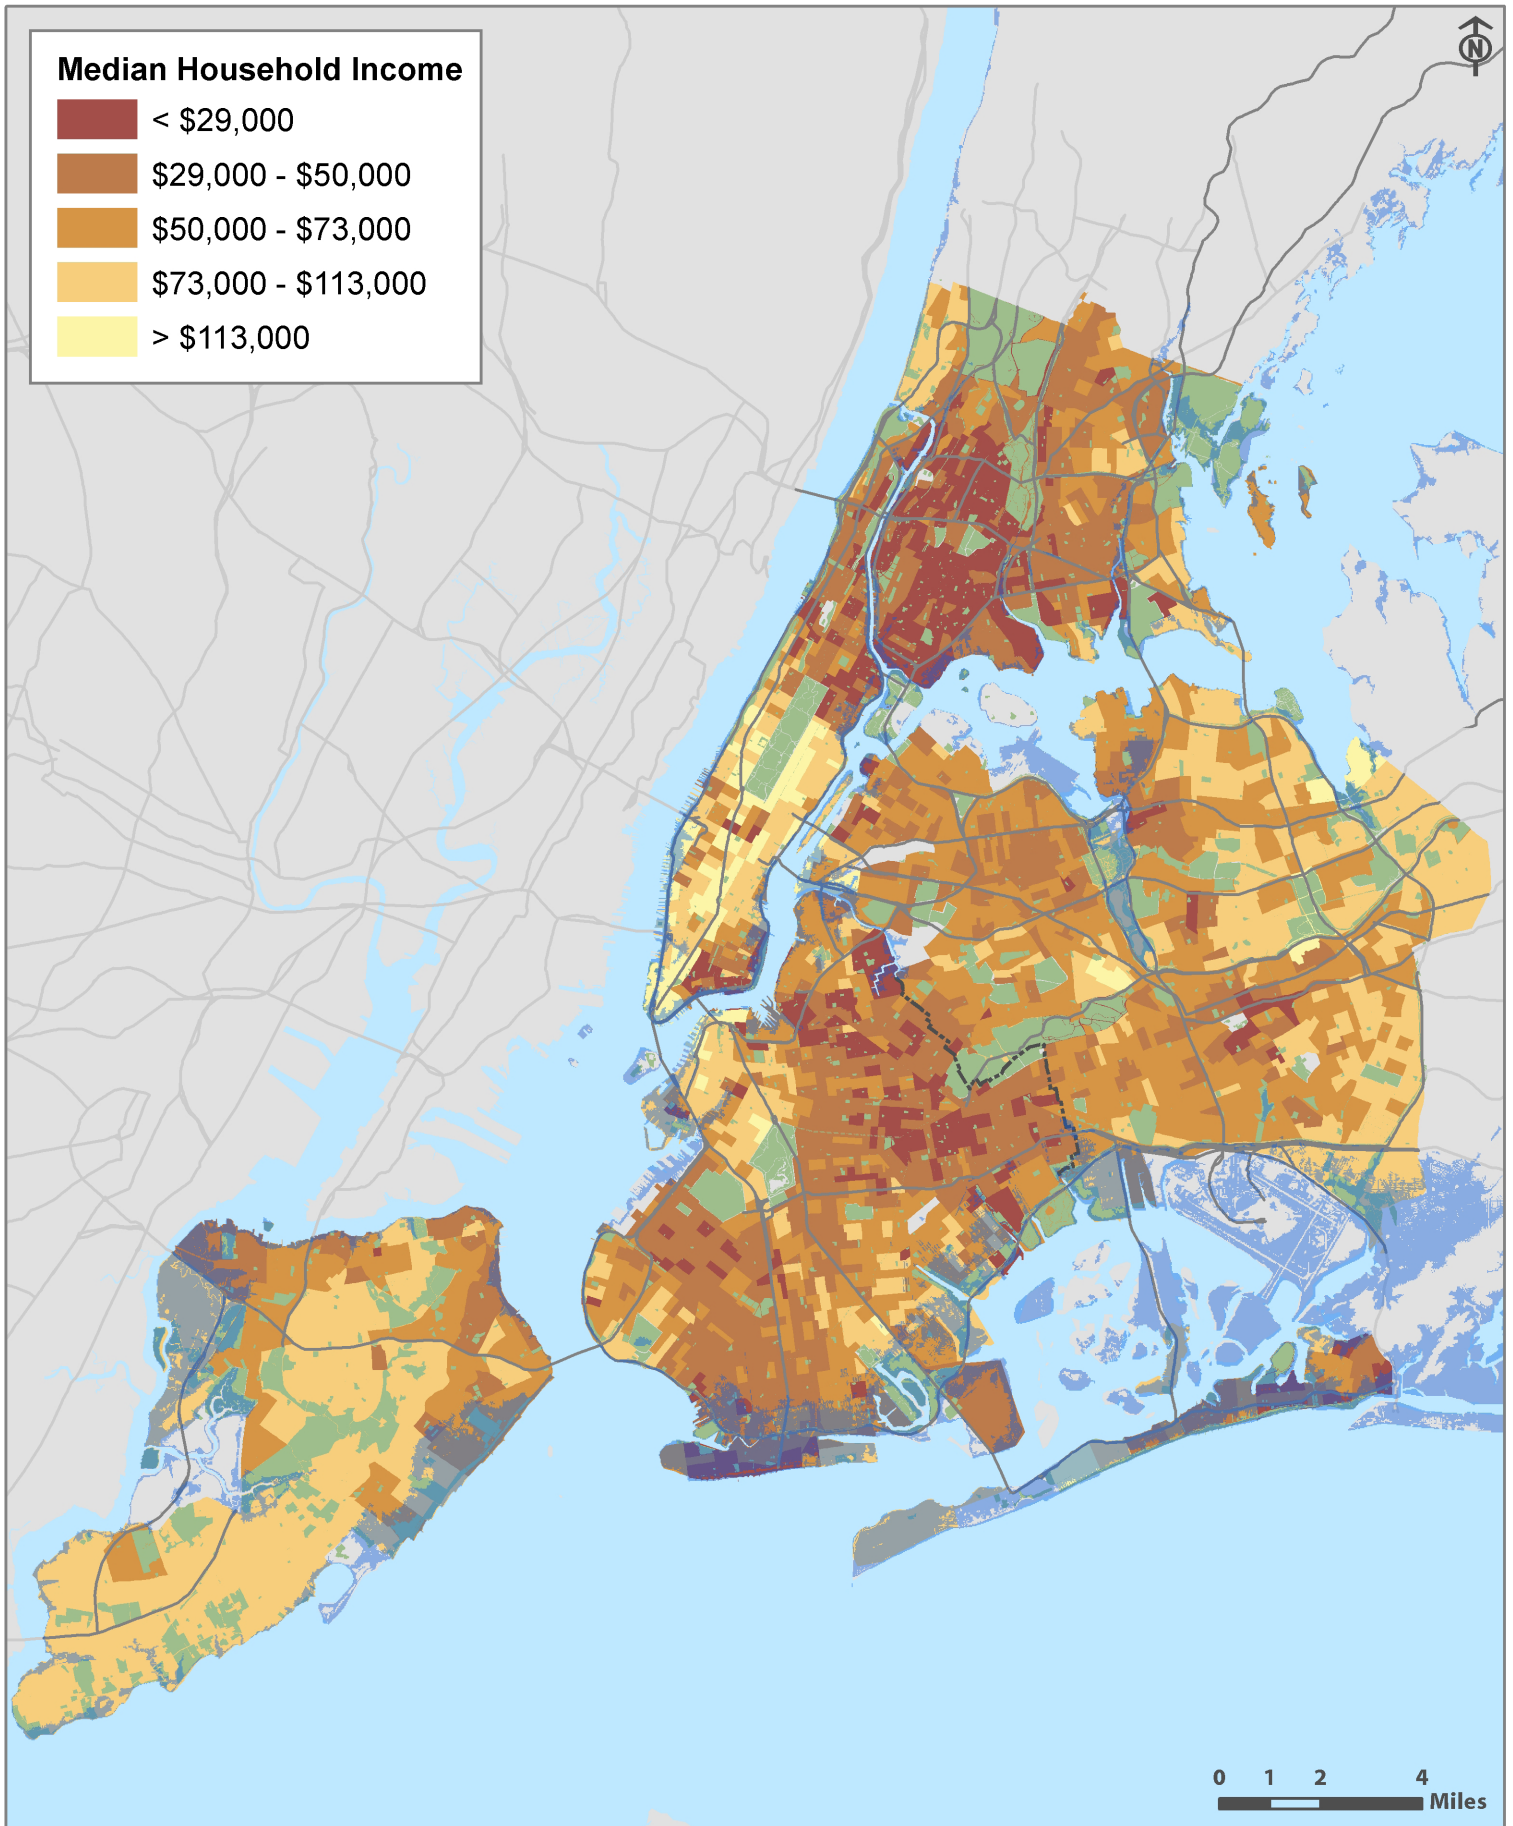 N
Median Household Income
< $29,000
$29,000 - $50,000
$50,000 - $73,000
$73,000 - $113,000
> $113,000
0 1 2 4
Miles